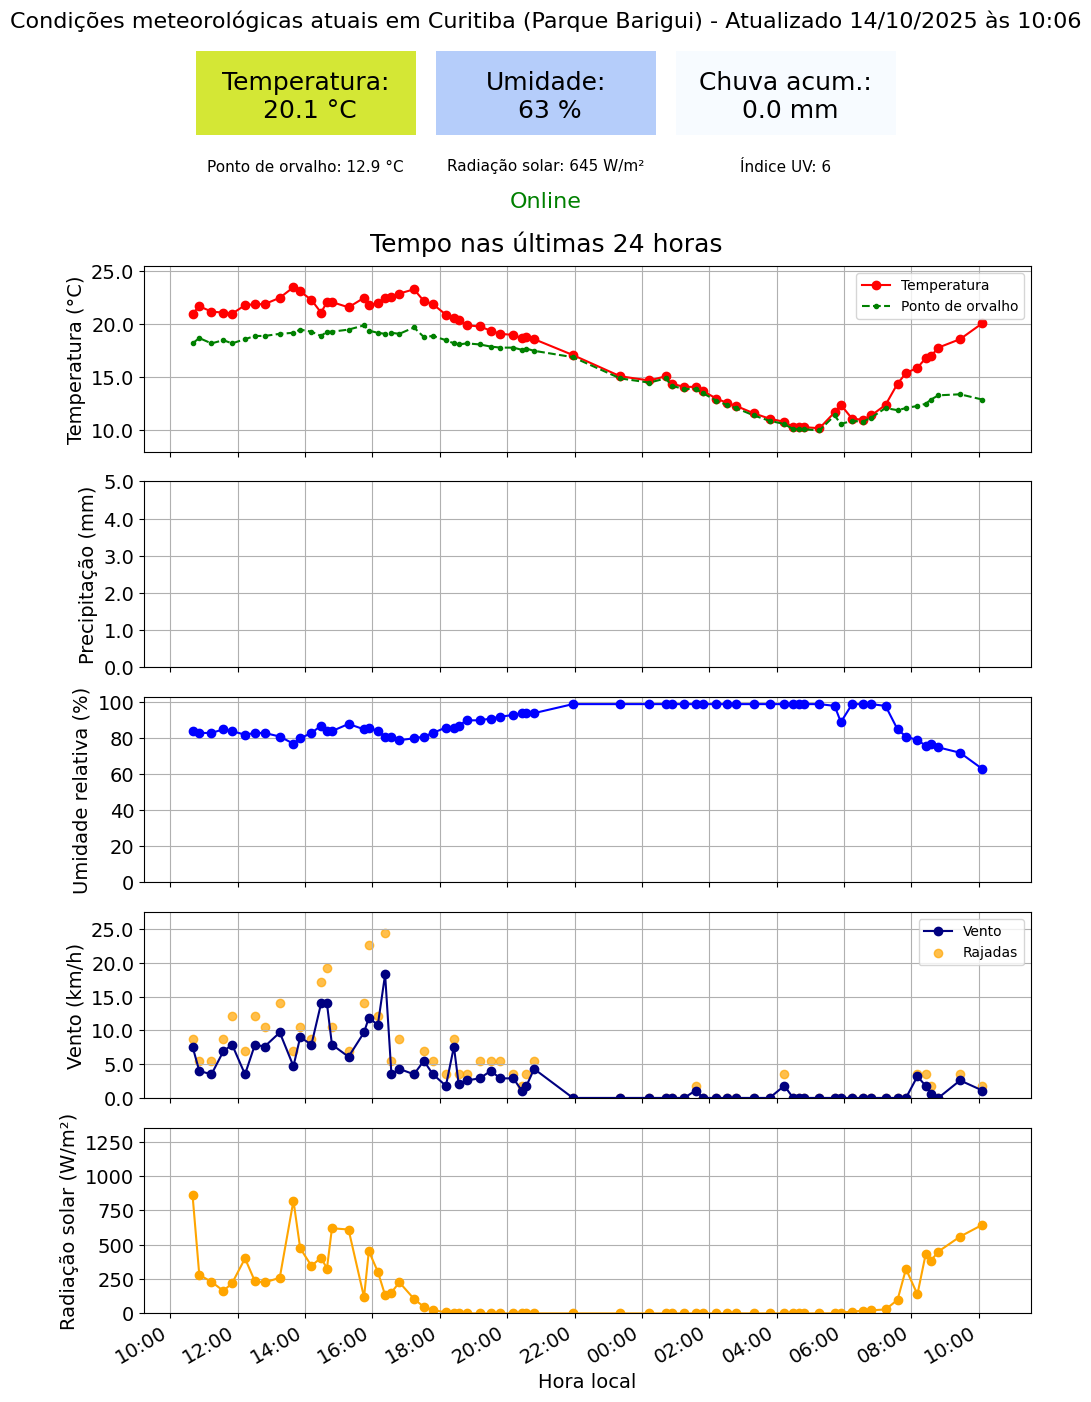 Condições meteorológicas atuais em Curitiba (Parque Barigui) - Atualizado 14/10/2025 às 10:06
Temperatura:
20.1 °C
Umidade:
63 %
Chuva acum.:
0.0 mm
Ponto de orvalho: 12.9 °C
Radiação solar: 645 W/m²
Índice UV: 6
Online
Tempo nas últimas 24 horas
Temperatura (°C)
25.0
20.0
15.0
10.0
Temperatura
Ponto de orvalho
Precipitação (mm)
5.0
4.0
3.0
2.0
1.0
0.0
Umidade relativa (%)
100
80
60
40
20
0
Vento (km/h)
25.0
20.0
15.0
10.0
5.0
0.0
Vento
Rajadas
Radiação solar (W/m²)
1250
1000
750
500
250
0
10:00
12:00
14:00
16:00
18:00
20:00
22:00
00:00
02:00
04:00
06:00
08:00
10:00
Hora local